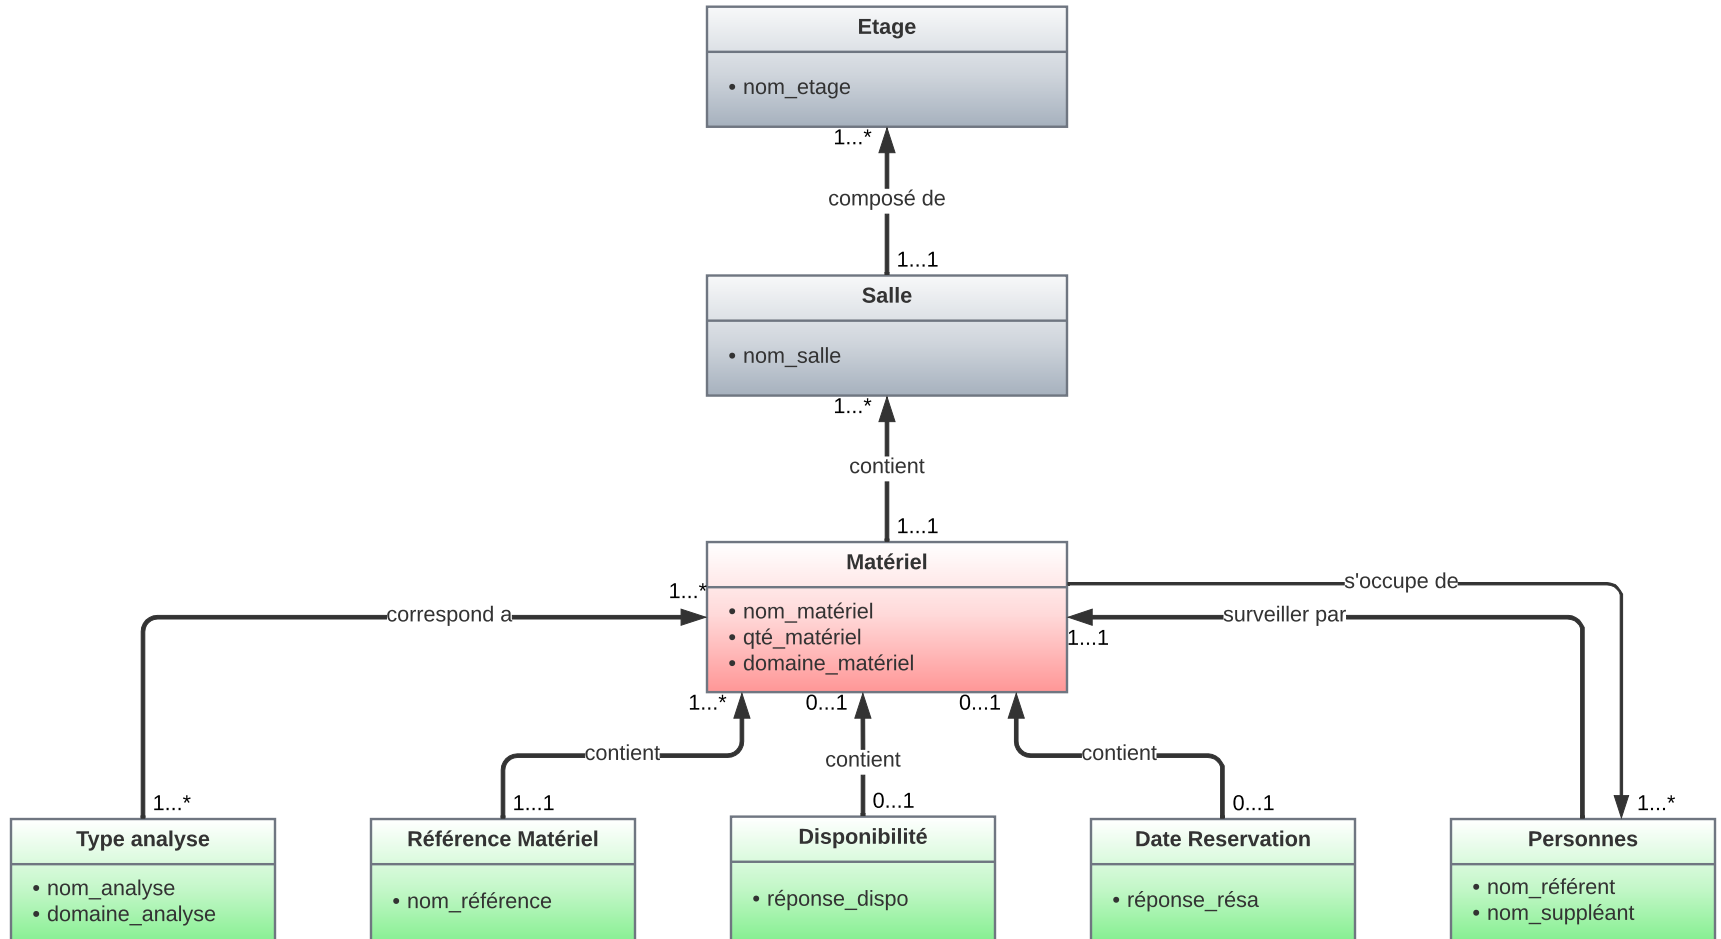 Etage
• nom_etage
1...*
composé de
1...1
Salle
• nom_salle
1...*
contient
1...1
Matériel
• nom_matériel
• qté_matériel
• domaine_matériel
1...*
correspond a
s'occupe de
surveiller par
1...1
1...*
0...1
0...1
contient
contient
contient
1...*
1...1
0...1
0...1
1...*
Type analyse
• nom_analyse
• domaine_analyse
Référence Matériel
• nom_référence
Disponibilité
• réponse_dispo
Date Reservation
• réponse_résa
Personnes
• nom_référent
• nom_suppléant